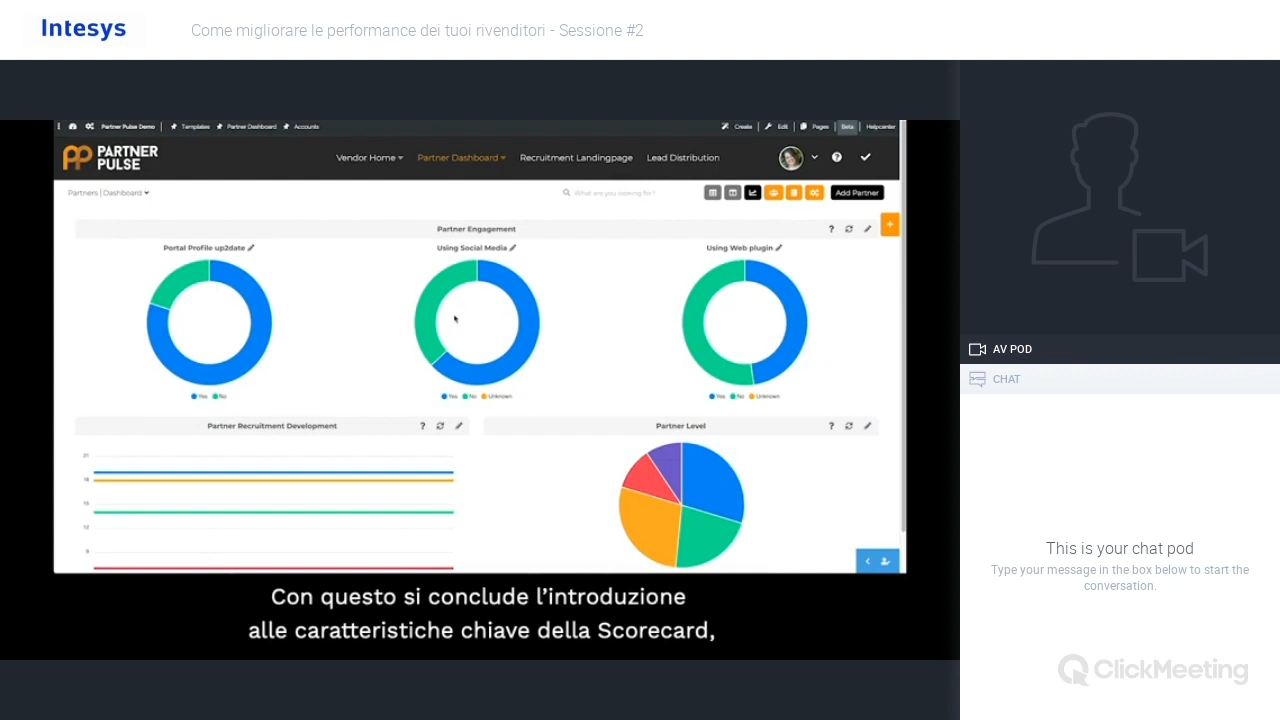 Intesys
Come migliorare le performance dei tuoi rivenditori - Sessione #2
Partner Pulse Demo
Templates
Partner Dashboard
Accounts
Create
Edit
Pages
Beta
Helpcenter
PARTNER
PULSE
Vendor Home
Partner Dashboard
Recruitment Landingpage
Lead Distribution
Partners | Dashboard
What are you looking for?
Add Partner
Partner Engagement
Portal Profile up2date
Using Social Media
Using Web plugin
Yes No
Yes No Unknown
Yes No Unknown
Partner Recruitment Development
Partner Level
21
18
15
12
9
Con questo si conclude l’introduzione
alle caratteristiche chiave della Scorecard,
AV POD
CHAT
This is your chat pod
Type your message in the box below to start the
conversation.
ClickMeeting